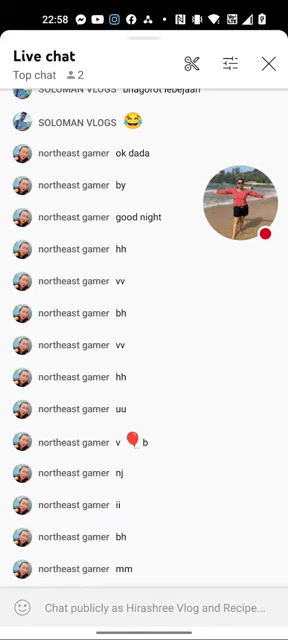 22:58
Live chat
Top chat 2
SOLOMAN VLOGS bhagorot lebejaan
SOLOMAN VLOGS 😂
northeast gamer ok dada
northeast gamer by
northeast gamer good night
northeast gamer hh
northeast gamer vv
northeast gamer bh
northeast gamer vv
northeast gamer hh
northeast gamer uu
northeast gamer v 🎈 b
northeast gamer nj
northeast gamer ii
northeast gamer bh
northeast gamer mm
Chat publicly as Hirashree Vlog and Recipe...